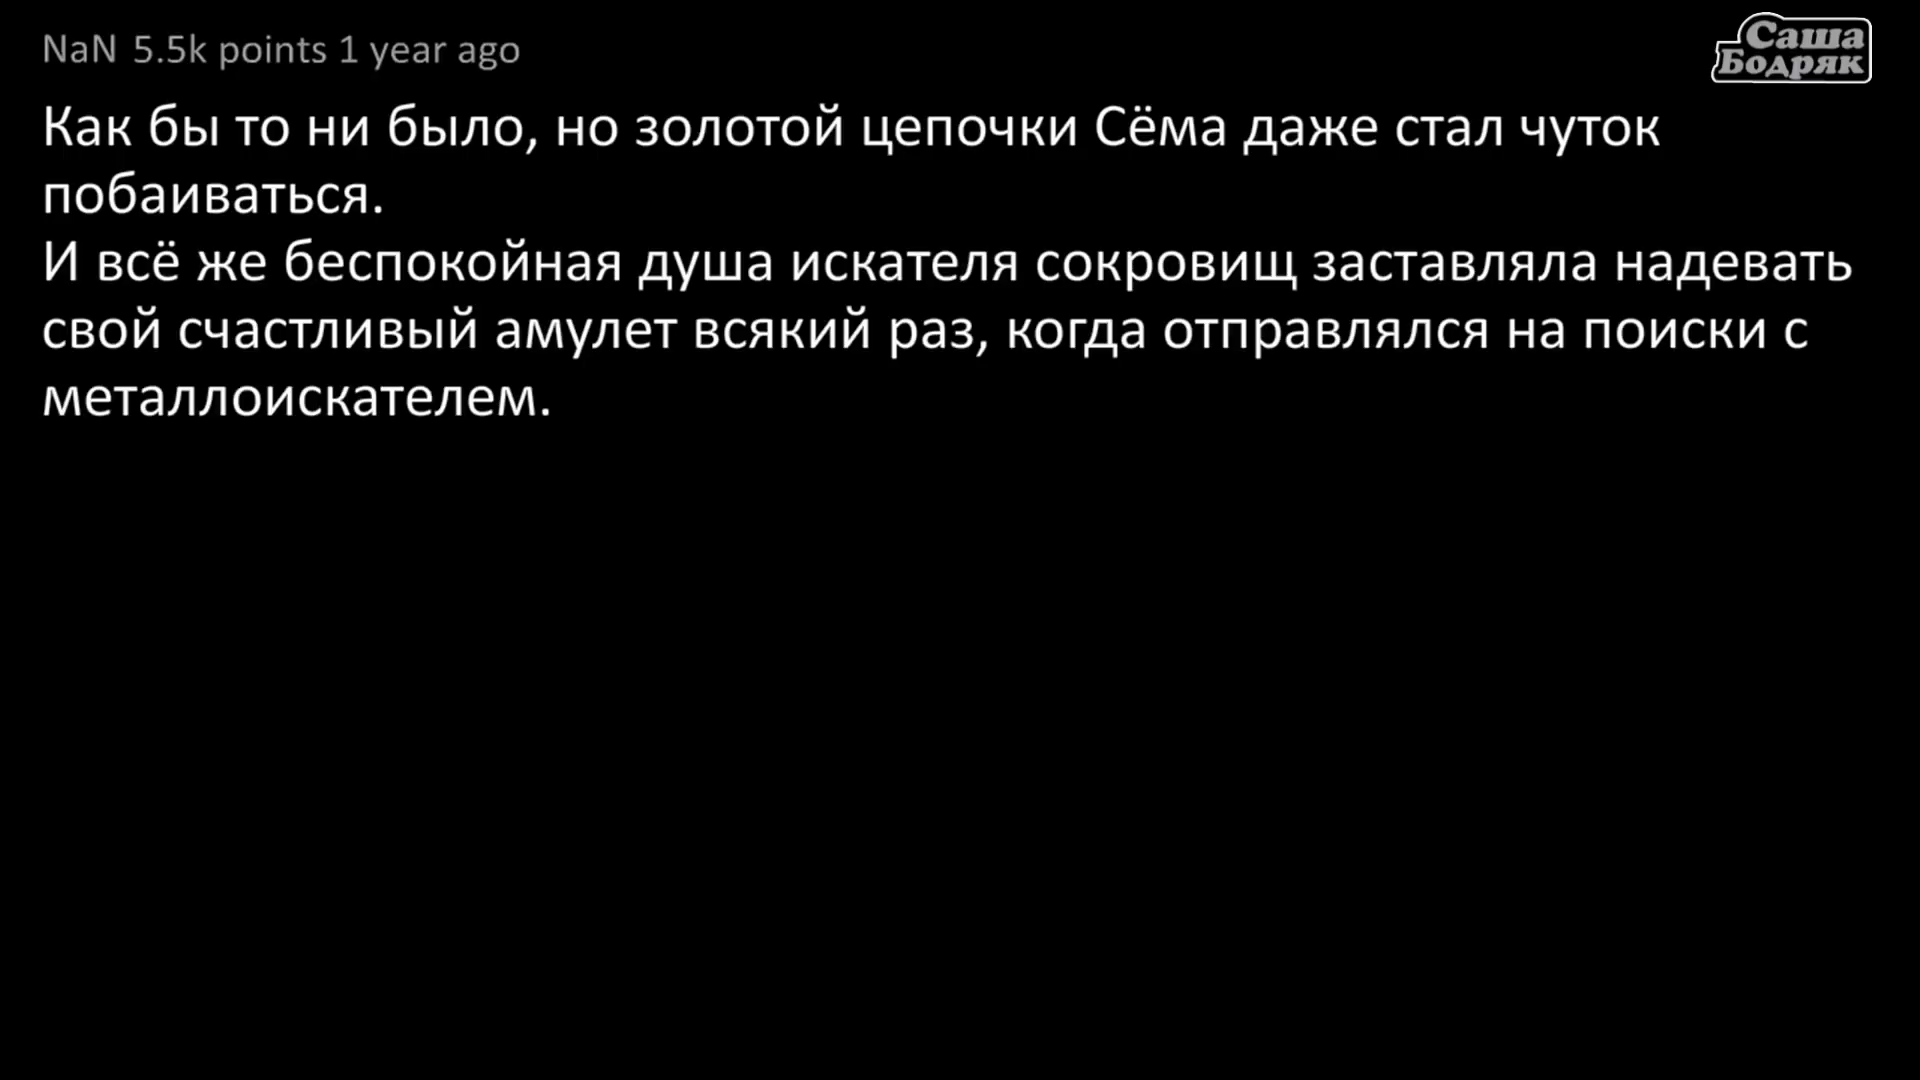 NaN 5.5k points 1 year ago
Саша
Бодряк
Как бы то ни было, но золотой цепочки Сёма даже стал чуток
побаиваться.
И всё же беспокойная душа искателя сокровищ заставляла надевать
свой счастливый амулет всякий раз, когда отправлялся на поиски с
металлоискателем.